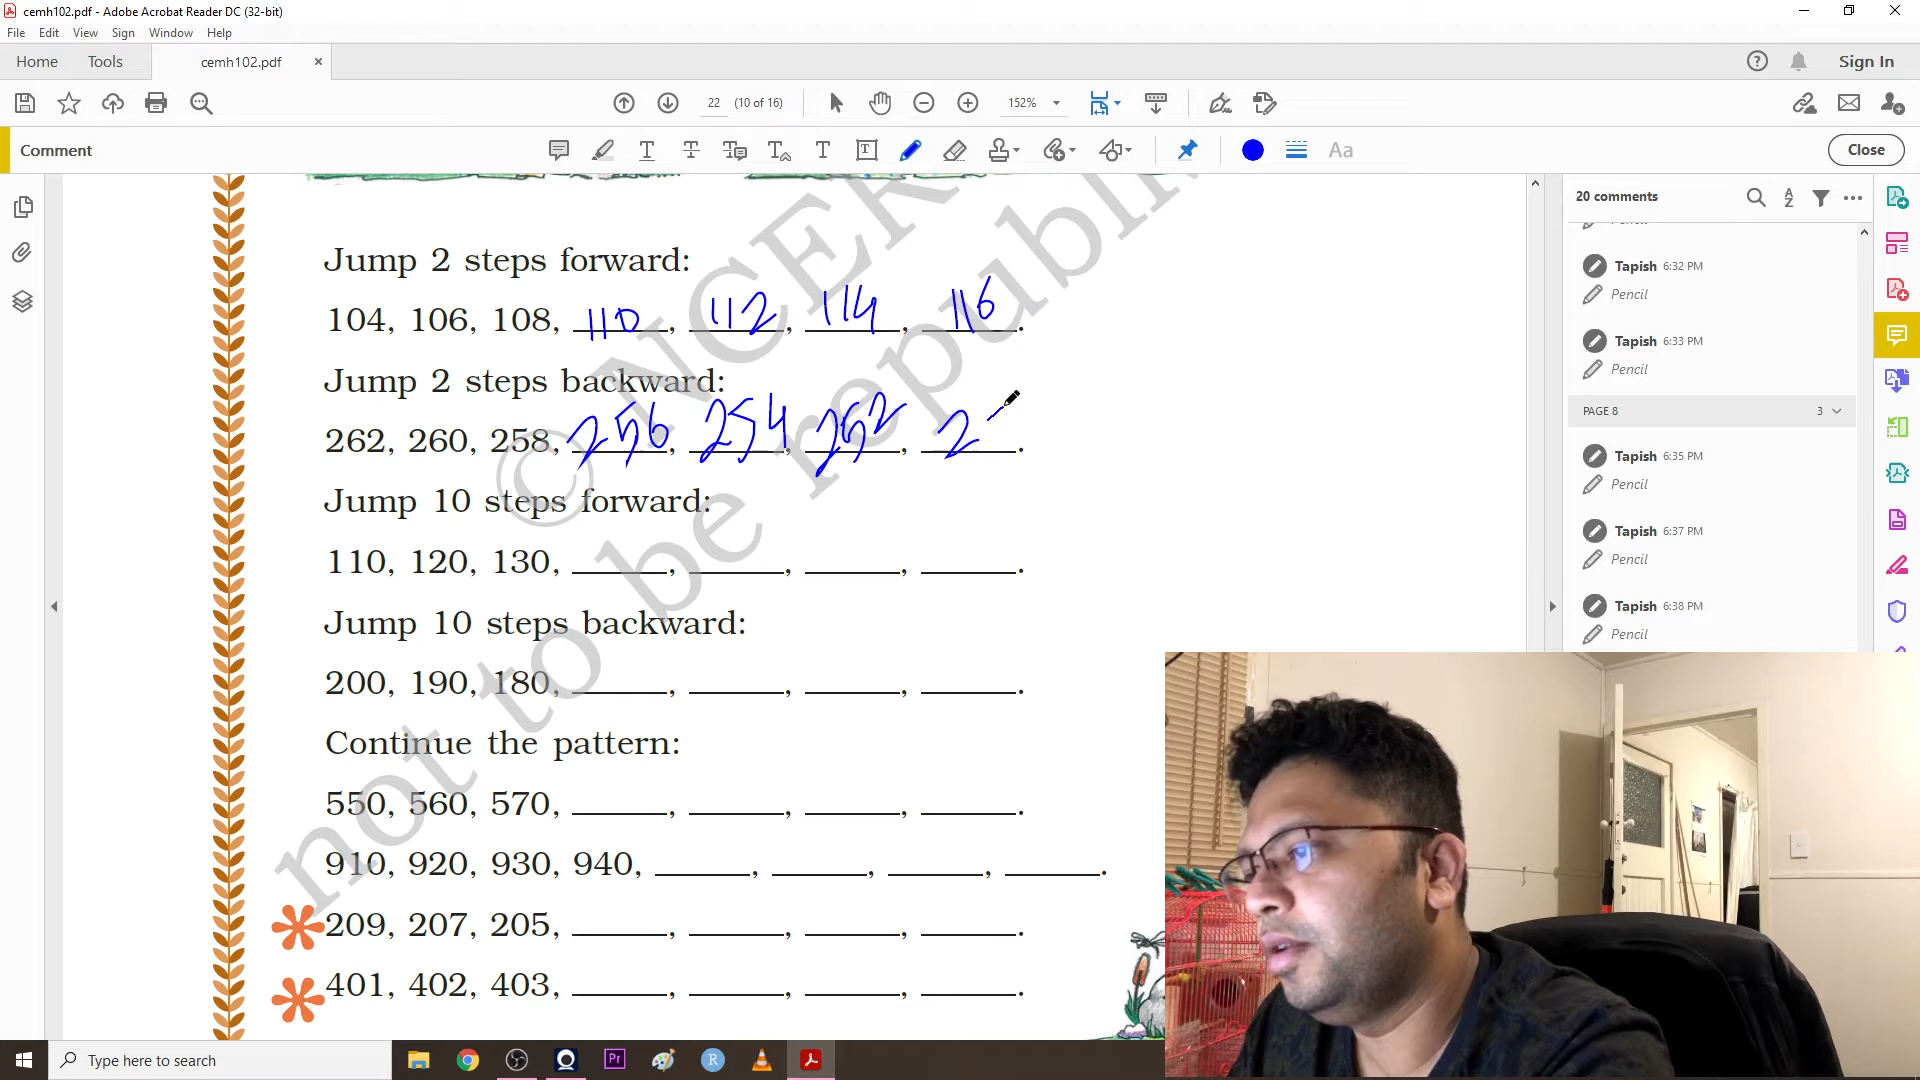 cemh102.pdf - Adobe Acrobat Reader DC (32-bit)
File Edit View Sign Window Help
Home Tools cemh102.pdf × Sign In
22 (10 of 16) 152%
Comment Close
20 comments
Jump 2 steps forward:
104, 106, 108, 110, 112, 114, 116.
Jump 2 steps backward:
262, 260, 258, 256, 254, 252, 2
Jump 10 steps forward:
110, 120, 130, ____, ____, ____, ____.
Jump 10 steps backward:
200, 190, 180, ____, ____, ____, ____.
Continue the pattern:
550, 560, 570, ____, ____, ____, ____.
910, 920, 930, 940, ____, ____, ____, ____.
209, 207, 205, ____, ____, ____, ____.
401, 402, 403, ____, ____, ____, ____.
© NCER
not to be republi
Tapish 6:32 PM
Pencil
Tapish 6:33 PM
Pencil
PAGE 8 3
Tapish 6:35 PM
Pencil
Tapish 6:37 PM
Pencil
Tapish 6:38 PM
Pencil
Type here to search